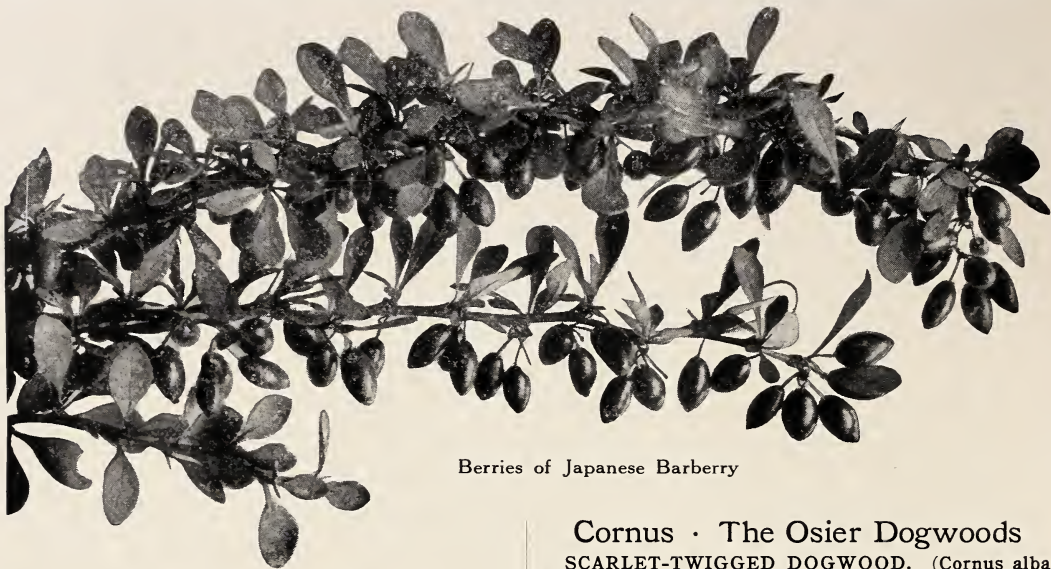 Berries of Japanese Barberry
Cornus · The Osier Dogwoods
SCARLET-TWIGGED DOGWOOD. (Cornus alba